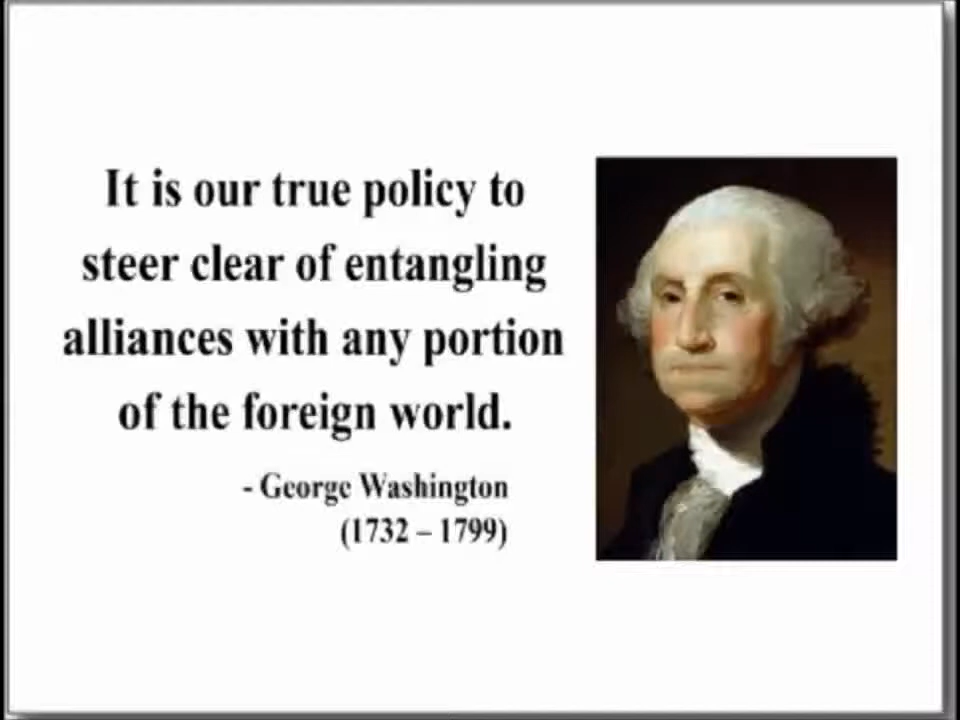 It is our true policy to
steer clear of entangling
alliances with any portion
of the foreign world.
- George Washington
(1732 – 1799)